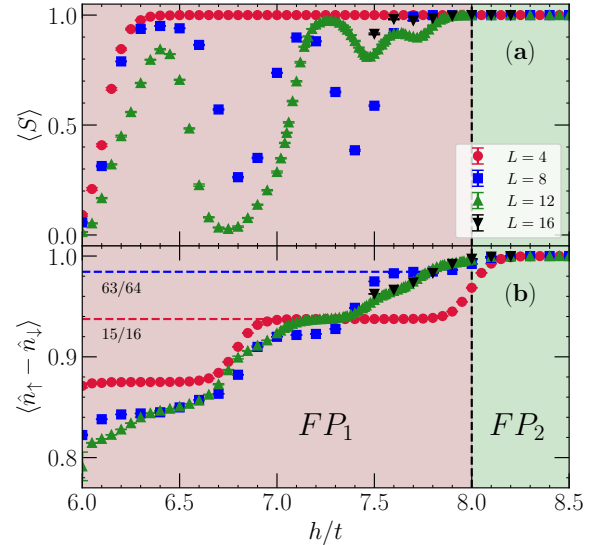 1.0
0.5
0.0
⟨S⟩
(a)
L = 4
L = 8
L = 12
L = 16
1.0
0.9
0.8
⟨n̂↑ − n̂↓⟩
(b)
63/64
15/16
FP₁
FP₂
6.0 6.5 7.0 7.5 8.0 8.5
h/t